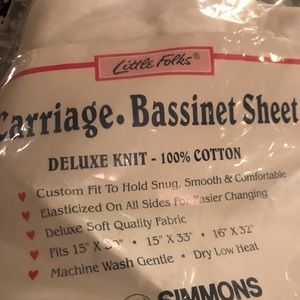 Little Folks®
Carriage • Bassinet Sheet
DELUXE KNIT - 100% COTTON
Custom Fit To Hold Snug, Smooth & Comfortable
Elasticized On All Sides For Easier Changing
Deluxe Soft Quality Fabric
Fits 15" X 30" • 15" X 33" • 16" X 32"
Machine Wash Gentle • Dry Low Heat
SIMMONS